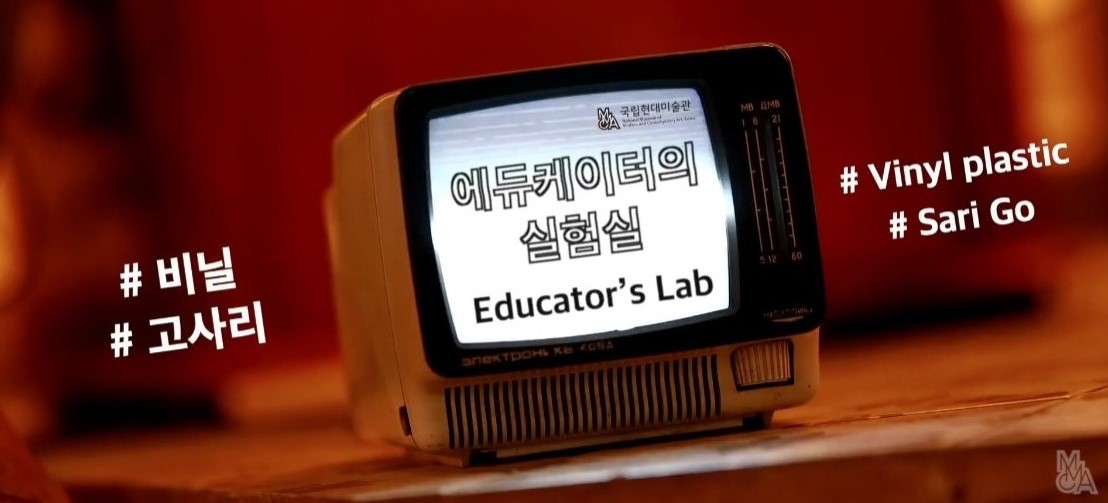 국립현대미술관
National Museum of
Modern and Contemporary Art, Korea
에듀케이터의
실험실
Educator's Lab
МВ ДМВ
1 6 21
5 12 60
# Vinyl plastic
# Sari Go
# 비닐
# 고사리
MMCA